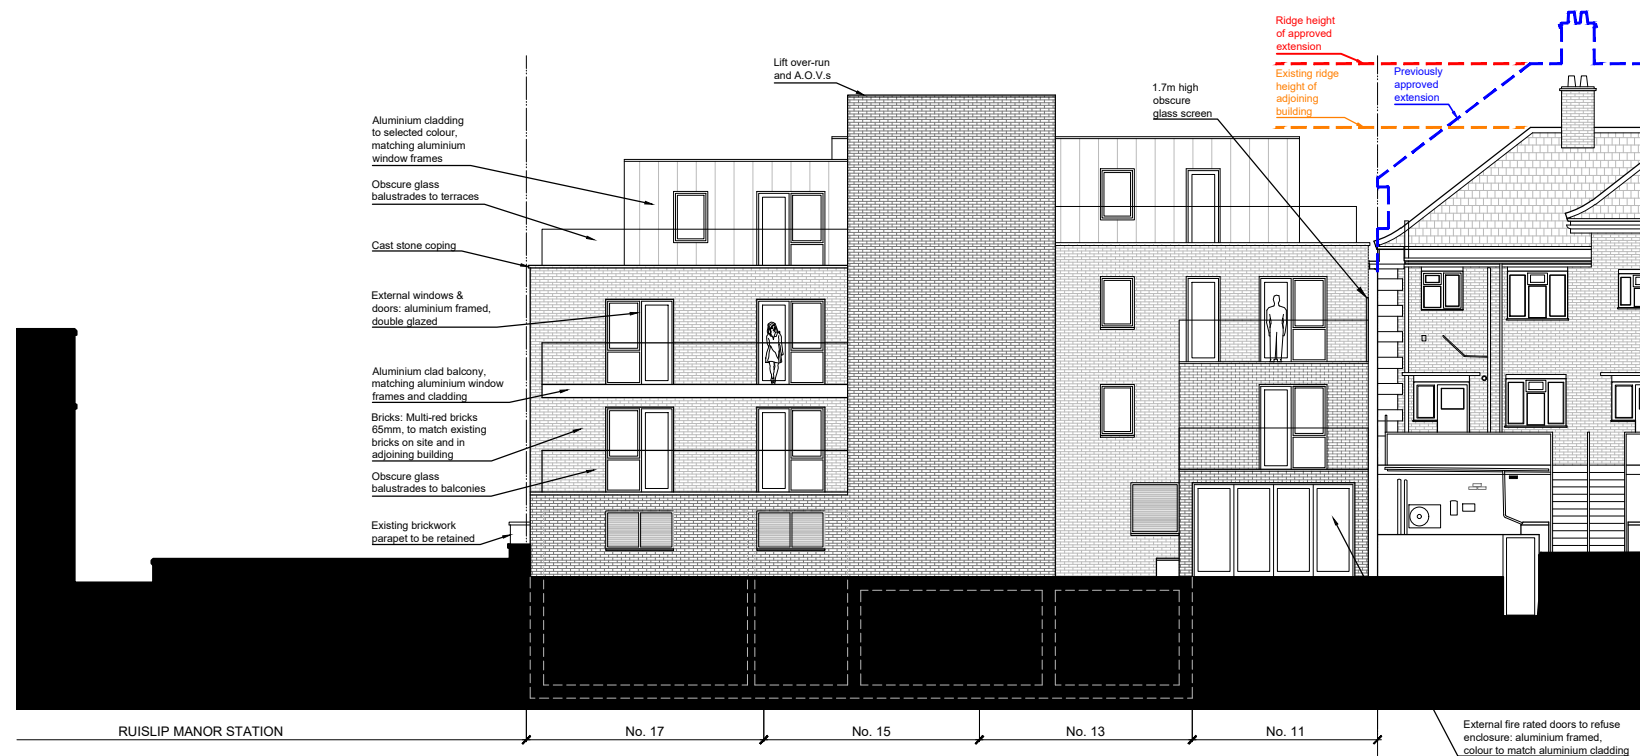 Ridge height
of approved
extension
Lift over-run
and A.O.V.s
Existing ridge
height of
adjoining
building
Previously
approved
extension
1.7m high
obscure
glass screen
Aluminium cladding
to selected colour,
matching aluminium
window frames
Obscure glass
balustrades to terraces
Cast stone coping
External windows &
doors: aluminium framed,
double glazed
Aluminium clad balcony,
matching aluminium window
frames and cladding
Bricks: Multi-red bricks
65mm, to match existing
bricks on site and in
adjoining building
Obscure glass
balustrades to balconies
Existing brickwork
parapet to be retained
RUISLIP MANOR STATION
No. 17
No. 15
No. 13
No. 11
External fire rated doors to refuse
enclosure: aluminium framed,
colour to match aluminium cladding